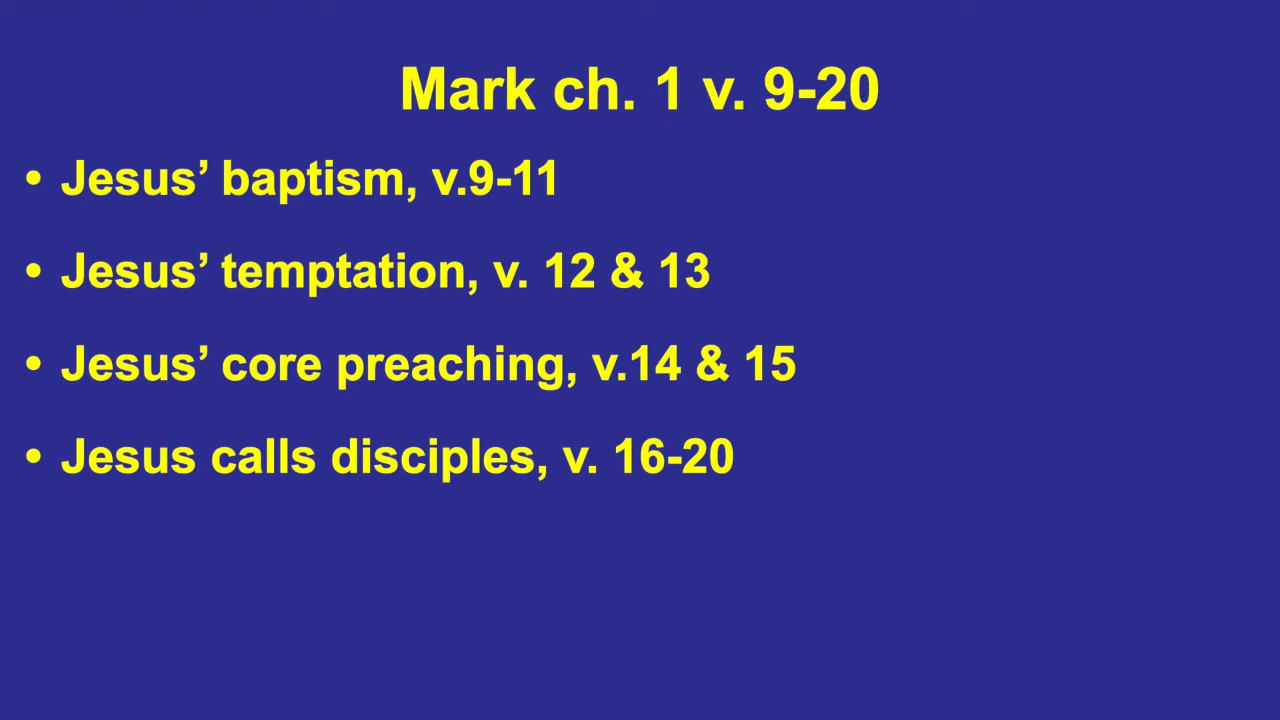 Mark ch. 1 v. 9-20
• Jesus’ baptism, v.9-11
• Jesus’ temptation, v. 12 & 13
• Jesus’ core preaching, v.14 & 15
• Jesus calls disciples, v. 16-20